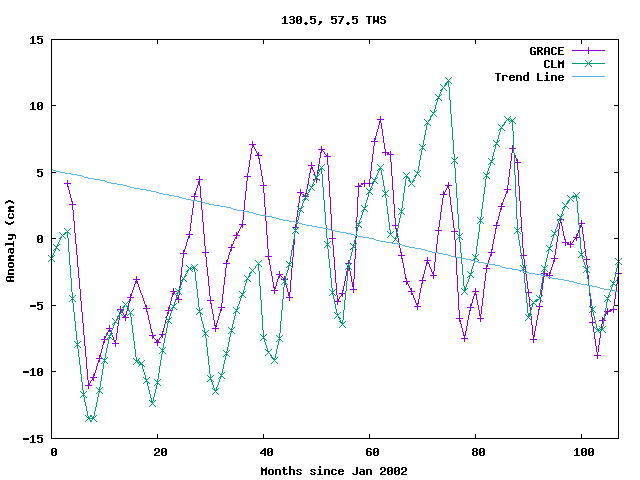 130.5, 57.5 TWS
GRACE
CLM
Trend Line
15
10
5
0
-5
-10
-15
Anomaly (cm)
0 20 40 60 80 100
Months since Jan 2002